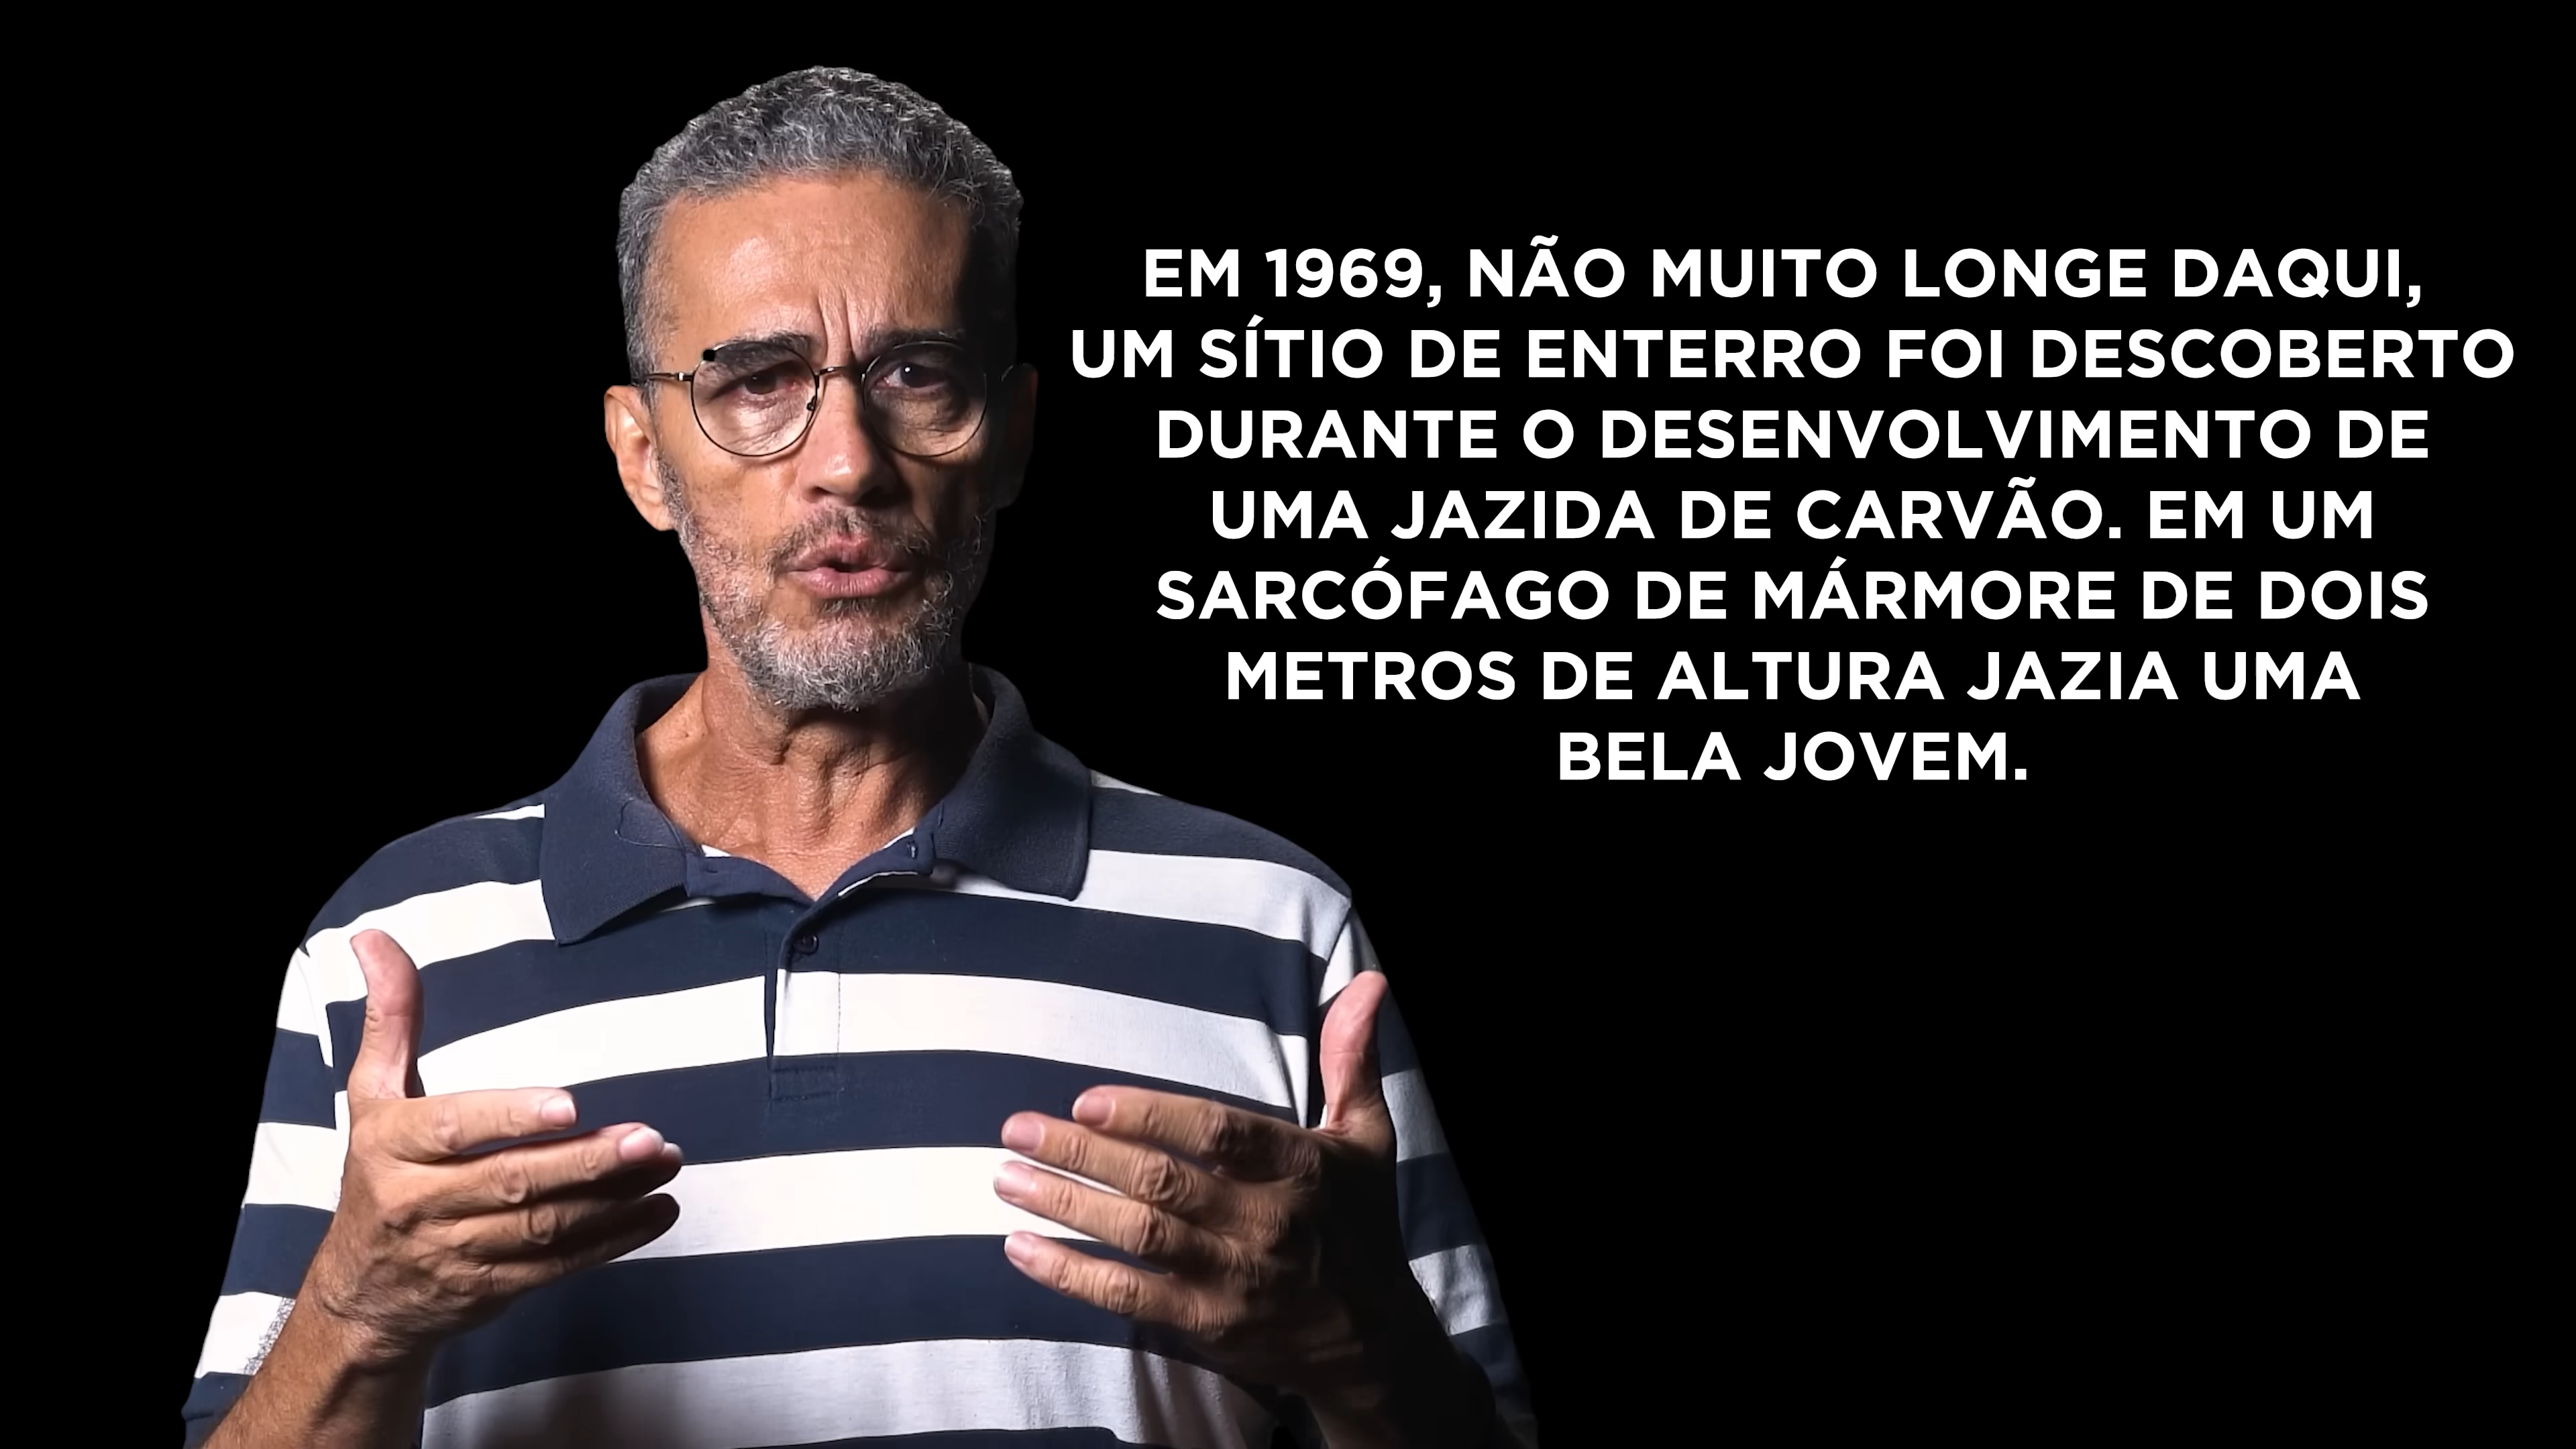 EM 1969, NÃO MUITO LONGE DAQUI,
UM SÍTIO DE ENTERRO FOI DESCOBERTO
DURANTE O DESENVOLVIMENTO DE
UMA JAZIDA DE CARVÃO. EM UM
SARCÓFAGO DE MÁRMORE DE DOIS
METROS DE ALTURA JAZIA UMA
BELA JOVEM.